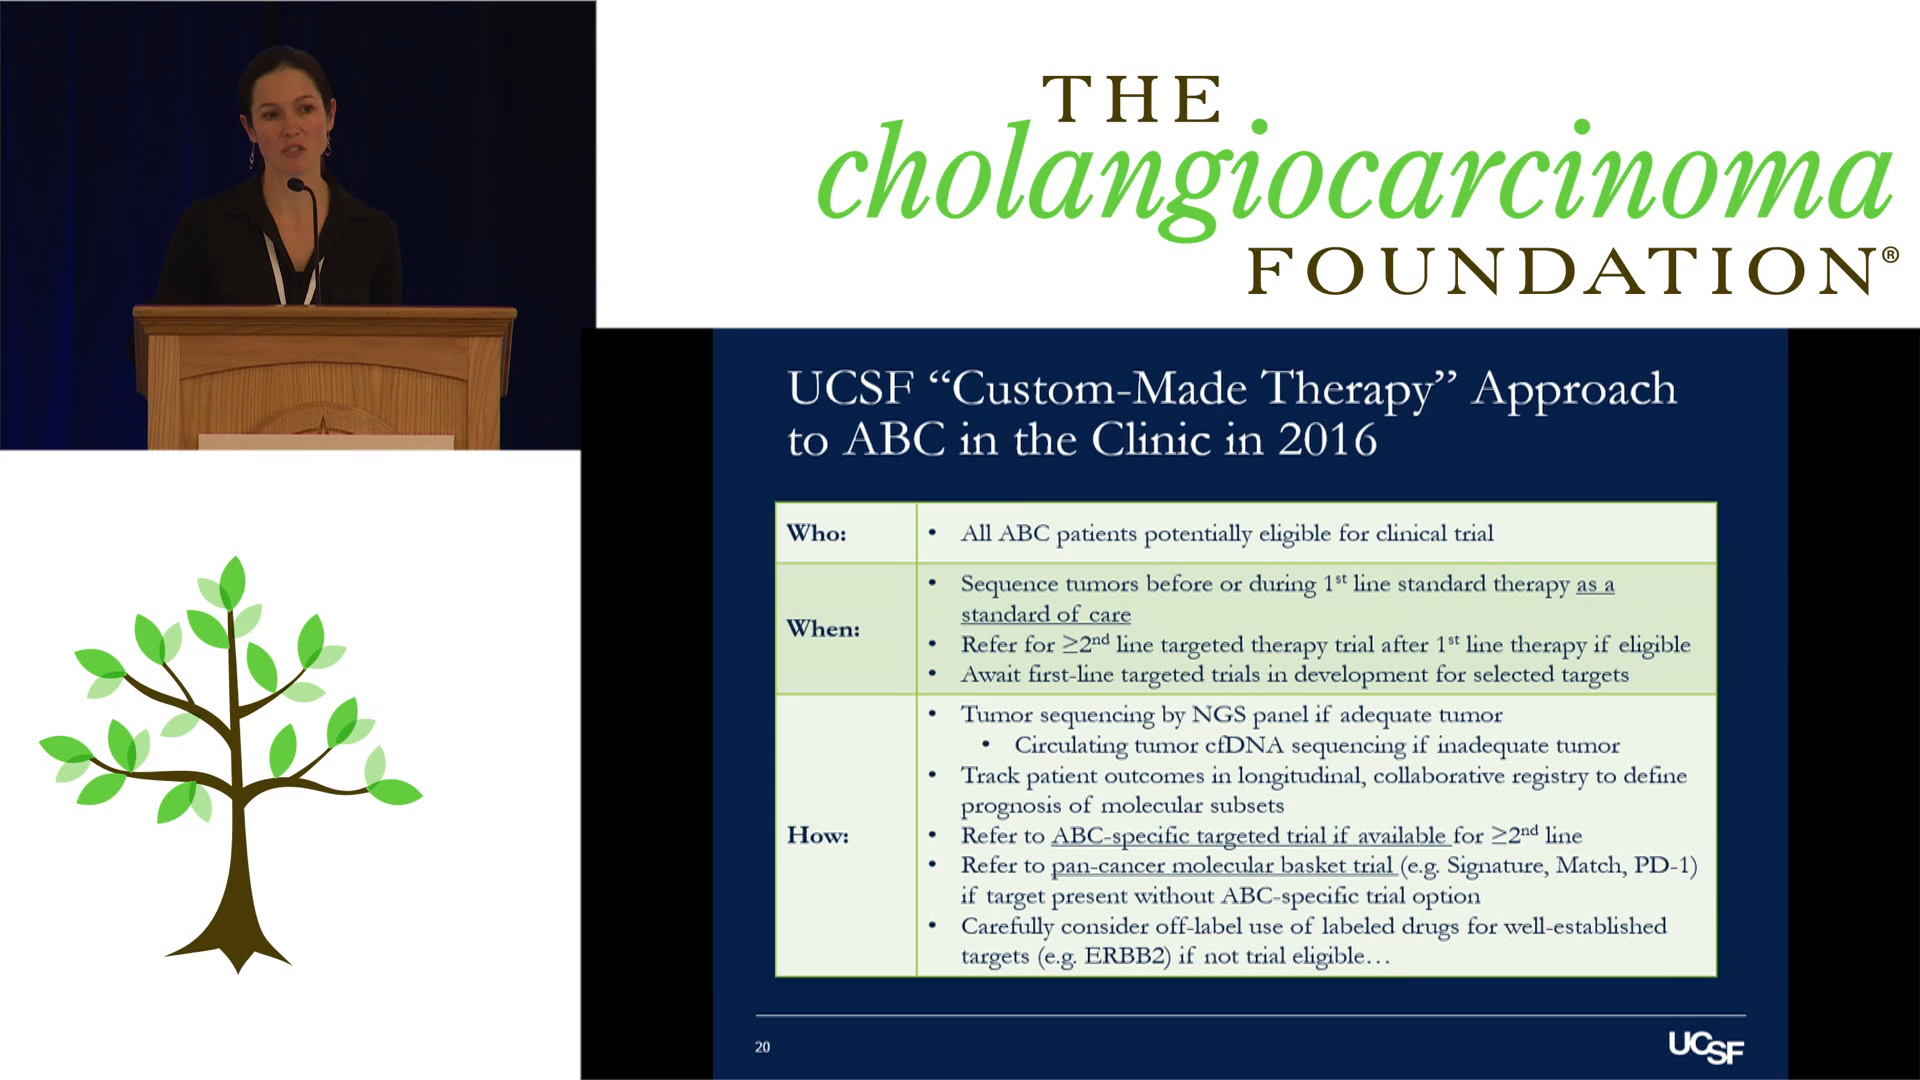 THE
cholangiocarcinoma
FOUNDATION®
UCSF “Custom-Made Therapy” Approach
to ABC in the Clinic in 2016
Who:
• All ABC patients potentially eligible for clinical trial
When:
• Sequence tumors before or during 1st line standard therapy as a
standard of care
• Refer for ≥2nd line targeted therapy trial after 1st line therapy if eligible
• Await first-line targeted trials in development for selected targets
How:
• Tumor sequencing by NGS panel if adequate tumor
• Circulating tumor cfDNA sequencing if inadequate tumor
• Track patient outcomes in longitudinal, collaborative registry to define
prognosis of molecular subsets
• Refer to ABC-specific targeted trial if available for ≥2nd line
• Refer to pan-cancer molecular basket trial (e.g. Signature, Match, PD-1)
if target present without ABC-specific trial option
• Carefully consider off-label use of labeled drugs for well-established
targets (e.g. ERBB2) if not trial eligible…
20
UCSF